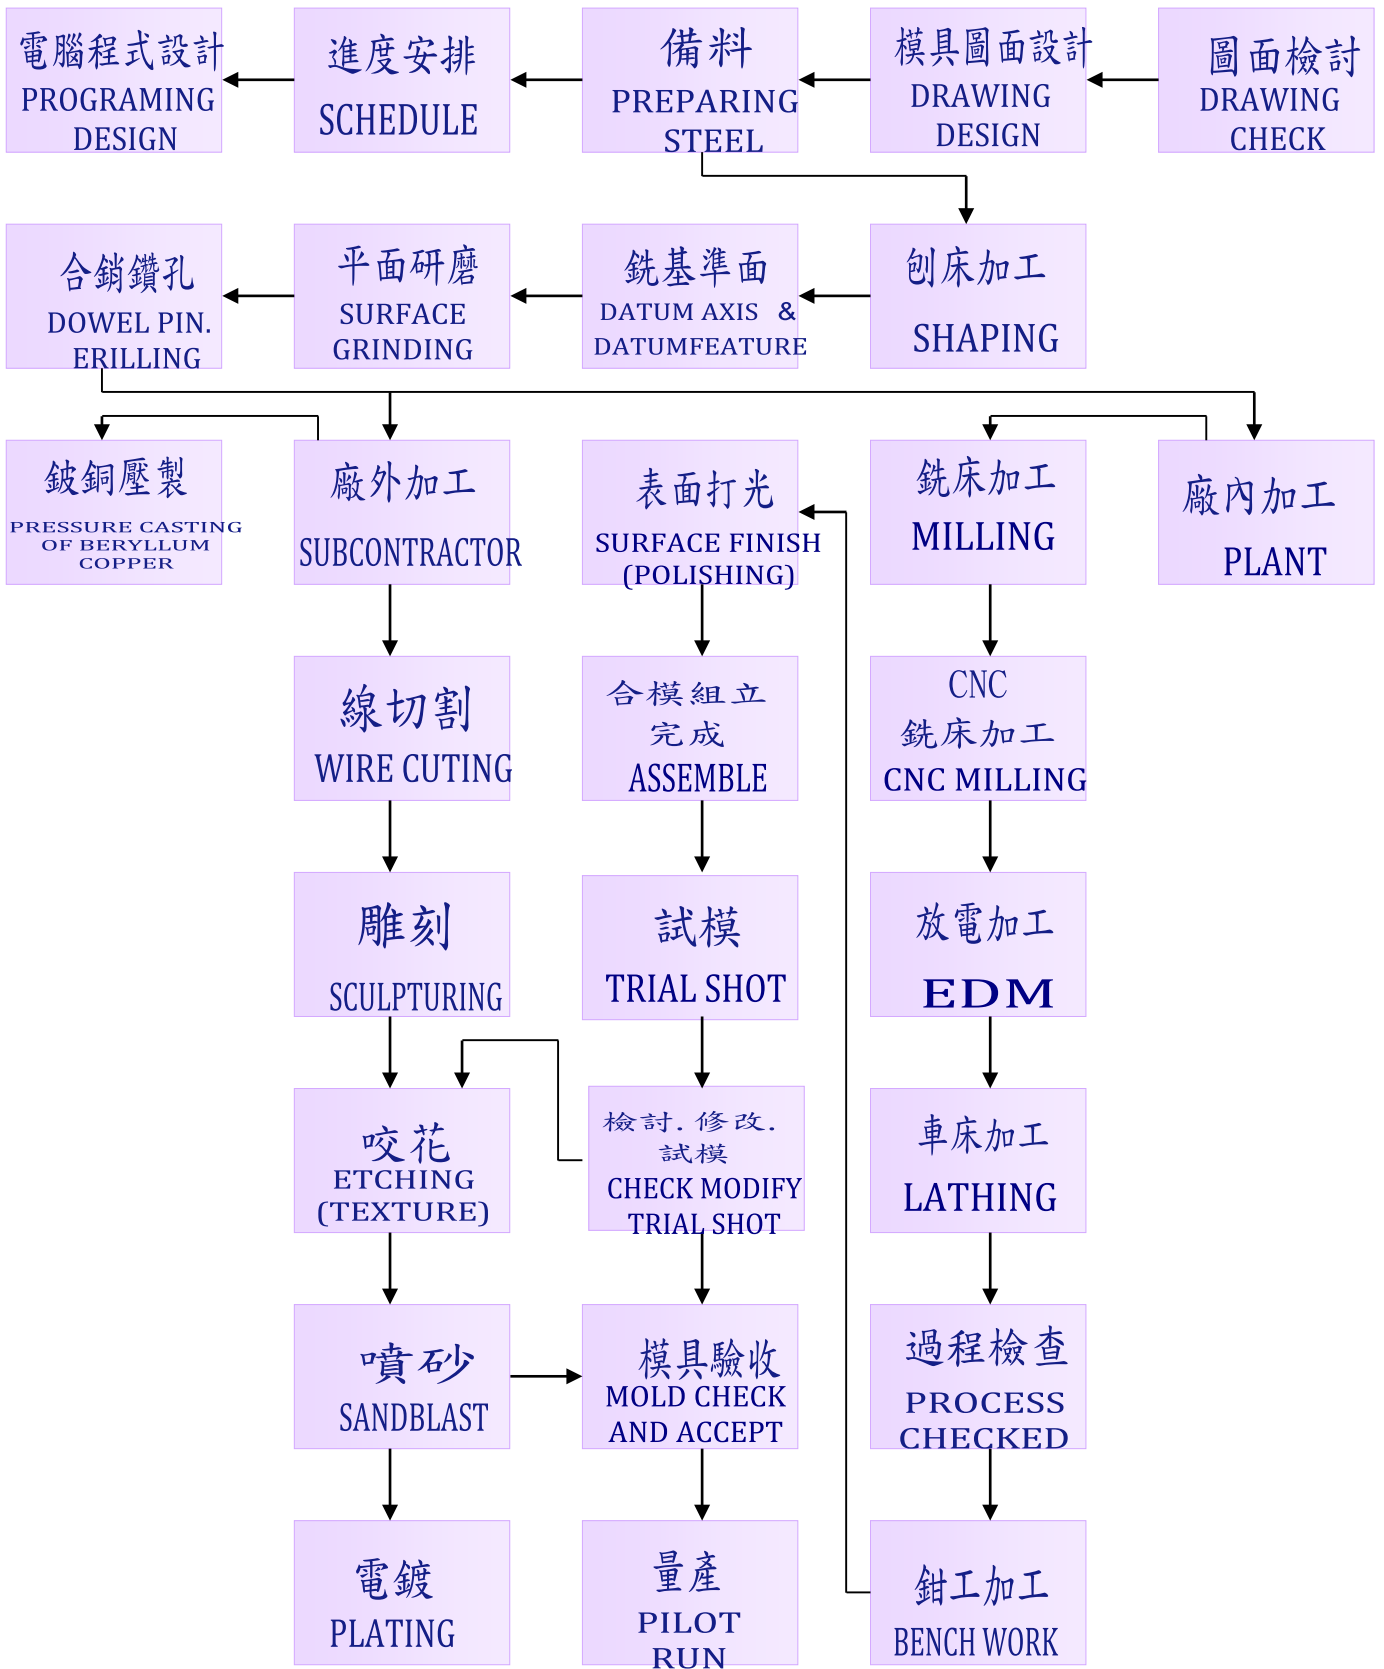 電腦程式設計
PROGRAMING
DESIGN
進度安排
SCHEDULE
備料
PREPARING
STEEL
模具圖面設計
DRAWING
DESIGN
圖面檢討
DRAWING
CHECK
合銷鑽孔
DOWEL PIN.
ERILLING
平面研磨
SURFACE
GRINDING
銑基準面
DATUM AXIS &
DATUMFEATURE
刨床加工
SHAPING
鈹銅壓製
PRESSURE CASTING
OF BERYLLUM
COPPER
廠外加工
SUBCONTRACTOR
表面打光
SURFACE FINISH
(POLISHING)
銑床加工
MILLING
廠內加工
PLANT
線切割
WIRE CUTING
合模組立
完成
ASSEMBLE
CNC
銑床加工
CNC MILLING
雕刻
SCULPTURING
試模
TRIAL SHOT
放電加工
EDM
咬花
ETCHING
(TEXTURE)
檢討.修改.
試模
CHECK MODIFY
TRIAL SHOT
車床加工
LATHING
噴砂
SANDBLAST
模具驗收
MOLD CHECK
AND ACCEPT
過程檢查
PROCESS
CHECKED
電鍍
PLATING
量產
PILOT
RUN
鉗工加工
BENCH WORK